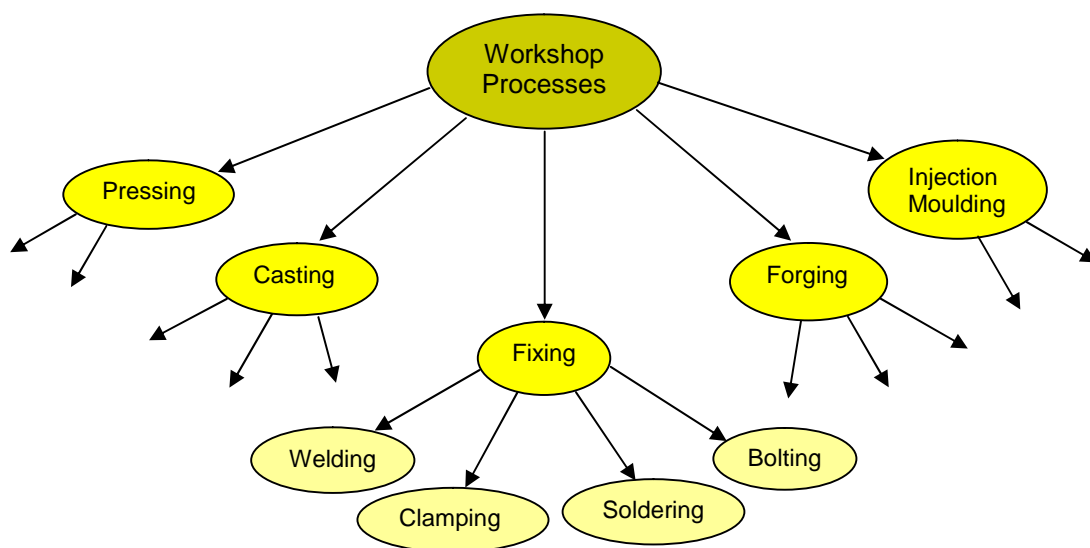 Workshop
Processes
Pressing
Injection
Moulding
Casting
Forging
Fixing
Welding
Bolting
Clamping
Soldering